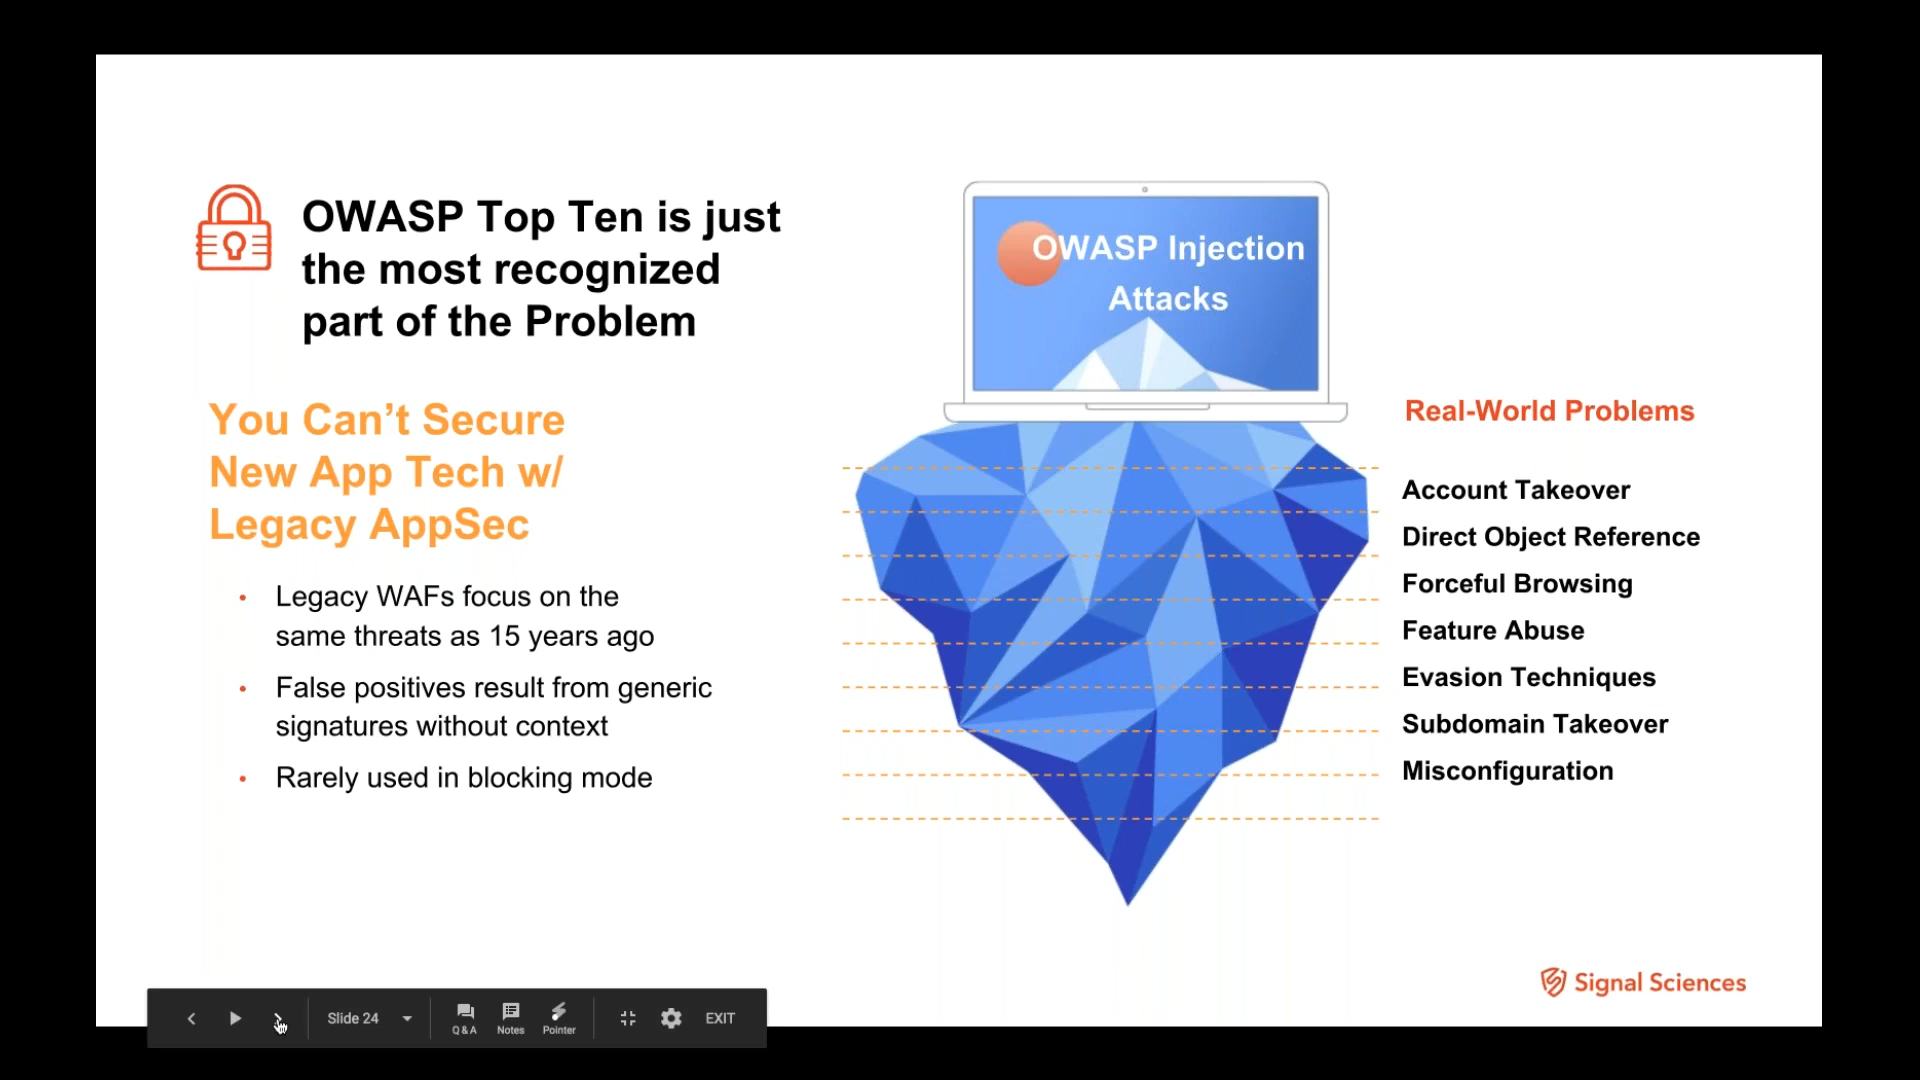 OWASP Top Ten is just
the most recognized
part of the Problem
You Can’t Secure
New App Tech w/
Legacy AppSec
• Legacy WAFs focus on the
same threats as 15 years ago
• False positives result from generic
signatures without context
• Rarely used in blocking mode
OWASP Injection
Attacks
Real-World Problems
Account Takeover
Direct Object Reference
Forceful Browsing
Feature Abuse
Evasion Techniques
Subdomain Takeover
Misconfiguration
Signal Sciences
Slide 24
Q & A
Notes
Pointer
EXIT